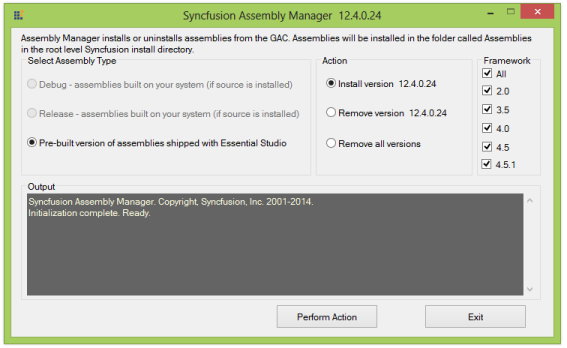 Syncfusion Assembly Manager 12.4.0.24
Assembly Manager installs or uninstalls assemblies from the GAC. Assemblies will be installed in the folder called Assemblies
in the root level Syncfusion install directory.
Select Assembly Type
Debug - assemblies built on your system (if source is installed)
Release - assemblies built on your system (if source is installed)
Pre-built version of assemblies shipped with Essential Studio
Action
Install version 12.4.0.24
Remove version 12.4.0.24
Remove all versions
Framework
All
2.0
3.5
4.0
4.5
4.5.1
Output
Syncfusion Assembly Manager. Copyright, Syncfusion, Inc. 2001-2014.
Initialization complete. Ready.
Perform Action
Exit